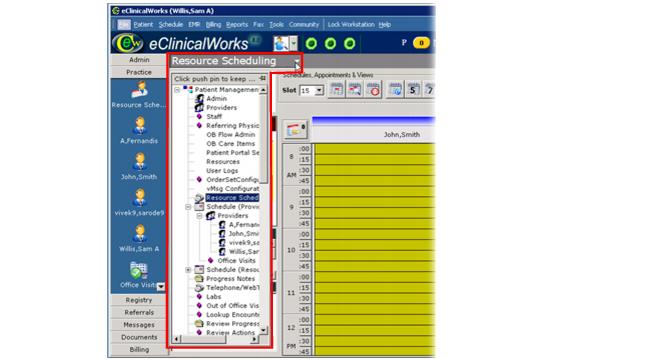 eClinicalWorks (Willis,Sam A)
File Patient Schedule EMR Billing Reports Fax Tools Community Lock Workstation Help
eClinicalWorks P 0
Admin
Practice
Resource Sche...
A,Fernandis
John,Smith
vivek9,sarode9
Willis,Sam A
Office Visits
Registry
Referrals
Messages
Documents
Billing
Resource Scheduling
Click push pin to keep ...
Patient Managemen
Admin
Providers
Staff
Referring Physic
OB Flow Admin
OB Care Items
Patient Portal Se
Resources
User Logs
OrderSetConfigu
vMsg Configurat
Resource Sched
Schedule (Provi
Providers
A,Fernan
John,Smi
vivek9,sa
Willis,Sar
Office Visits
Schedule (Resou
Progress Notes
Telephone/WebT
Labs
Out of Office Vis
Lookup Encounte
Review Progress
Review Actions
Schedules, Appointments & Views
Slot 15 5 7
John,Smith
8 AM :00 :15 :30 :45
9 :00 :15 :30 :45
10 :00 :15 :30 :45
11 :00 :15 :30 :45
12 PM :00 :15 :30 :45